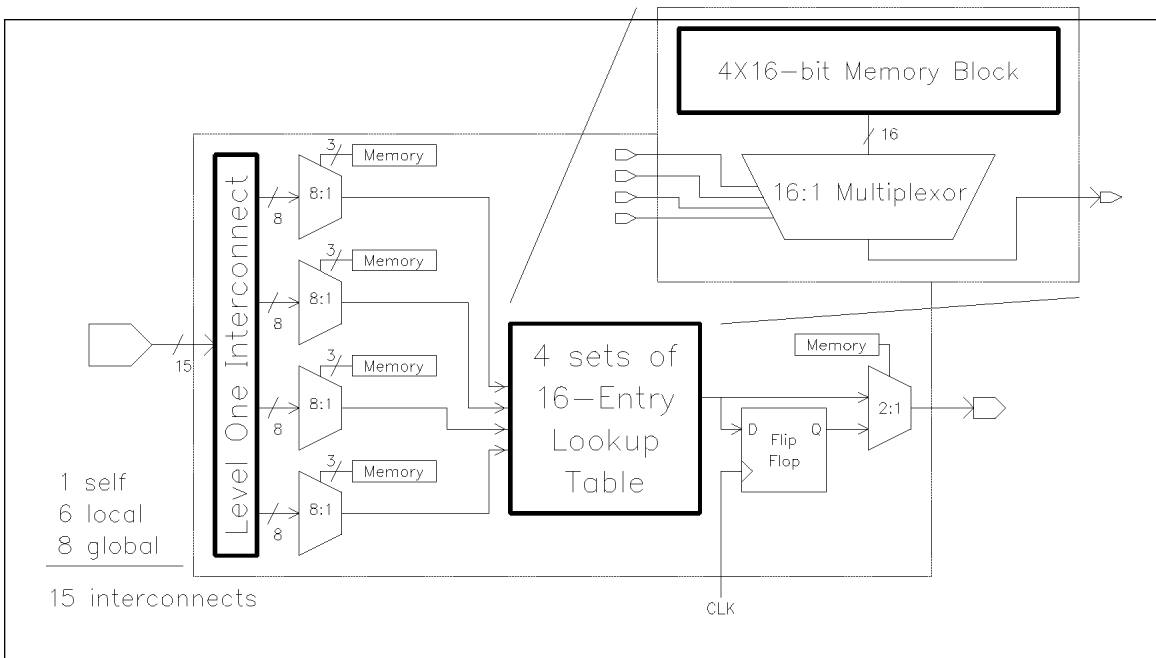 4X16-bit Memory Block
16
16:1 Multiplexor
Level One Interconnect
15
8
8:1
3
Memory
8
8:1
3
Memory
8
8:1
3
Memory
8
8:1
3
Memory
4 sets of
16-Entry
Lookup
Table
D
Q
Flip
Flop
CLK
Memory
2:1
1 self
6 local
8 global
15 interconnects